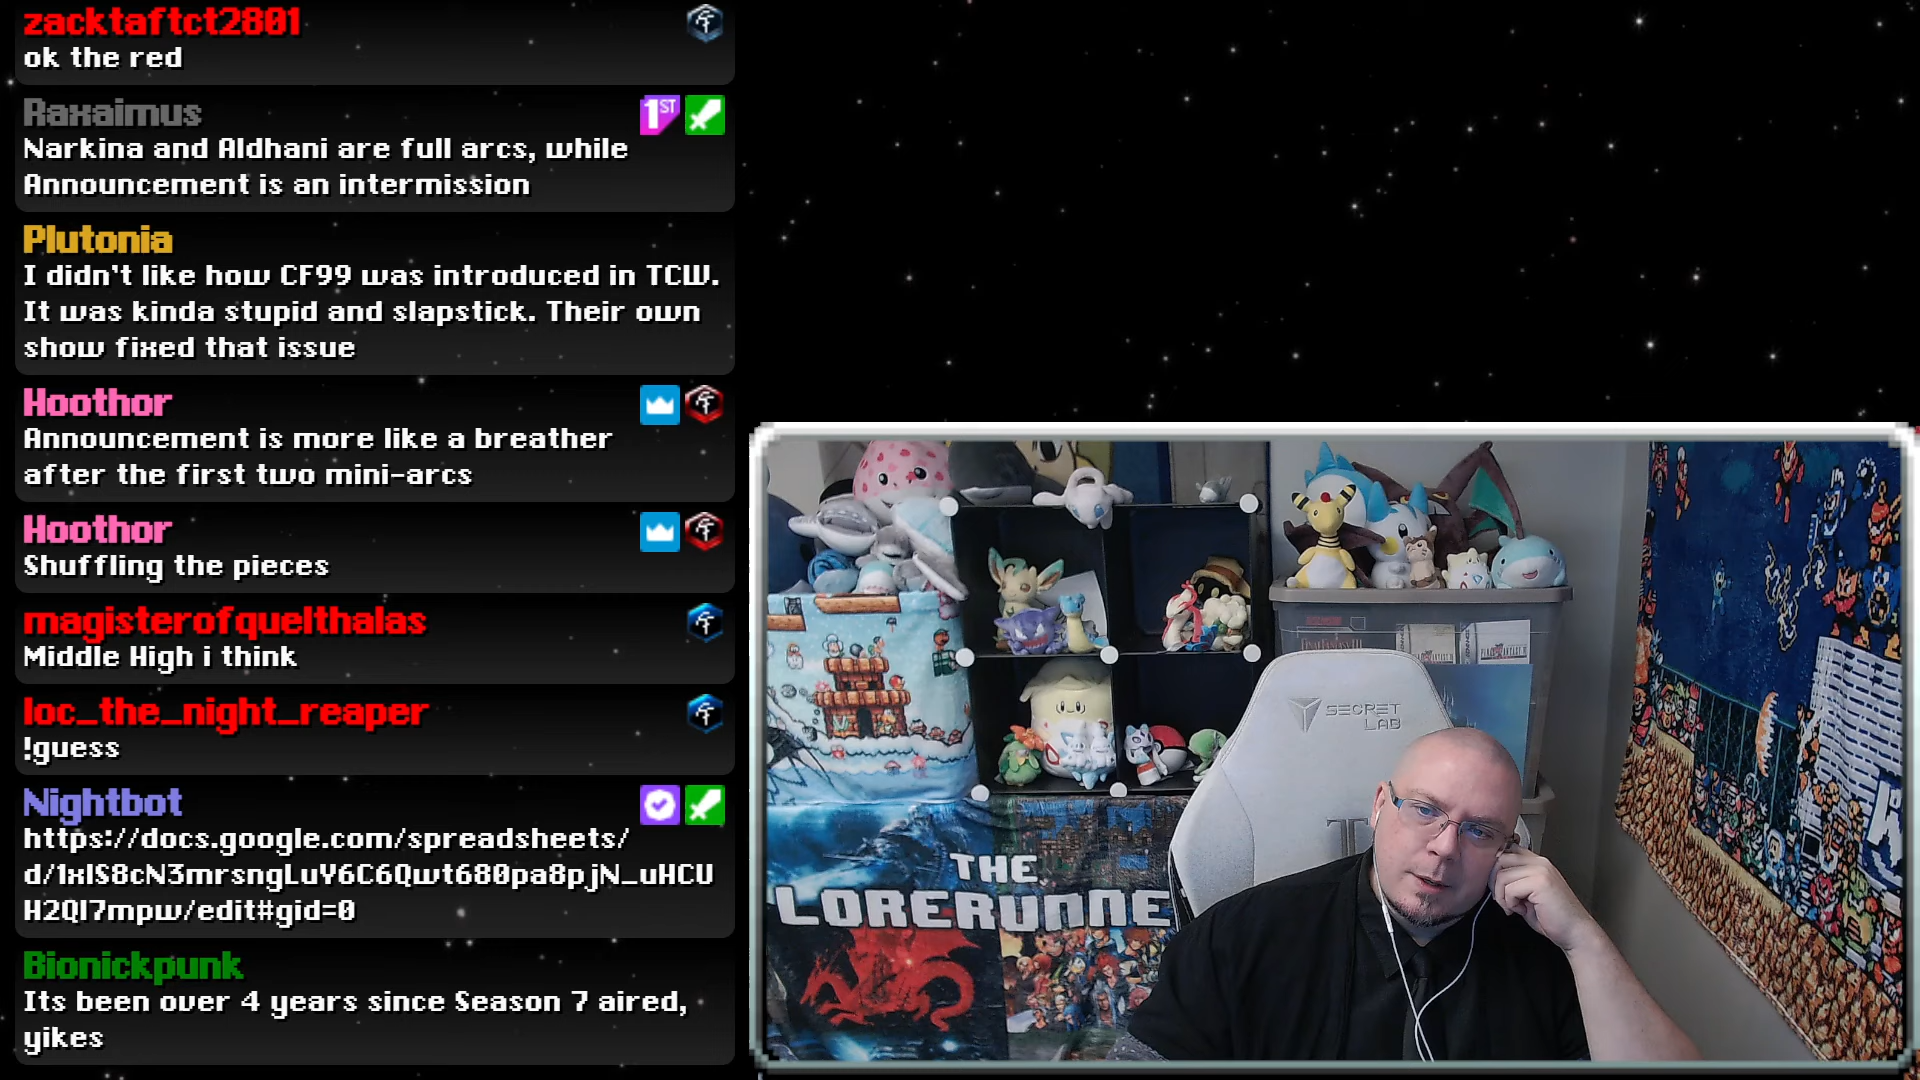 zacktaftct2801
ok the red
Raxaimus
1ST
Narkina and Aldhani are full arcs, while
Announcement is an intermission
Plutonia
I didn't like how CF99 was introduced in TCW.
It was kinda stupid and slapstick. Their own
show fixed that issue
Hoothor
Announcement is more like a breather
after the first two mini-arcs
Hoothor
Shuffling the pieces
magisterofquelthalas
Middle High i think
loc_the_night_reaper
!guess
Nightbot
https://docs.google.com/spreadsheets/
d/1xIS8cN3mrsngLuY6C6Qwt680pa8pjN_uHCU
H2QI7mpw/edit#gid=0
Bionickpunk
Its been over 4 years since Season 7 aired,
yikes
SECRET
LAB
THE
LORERUNNE